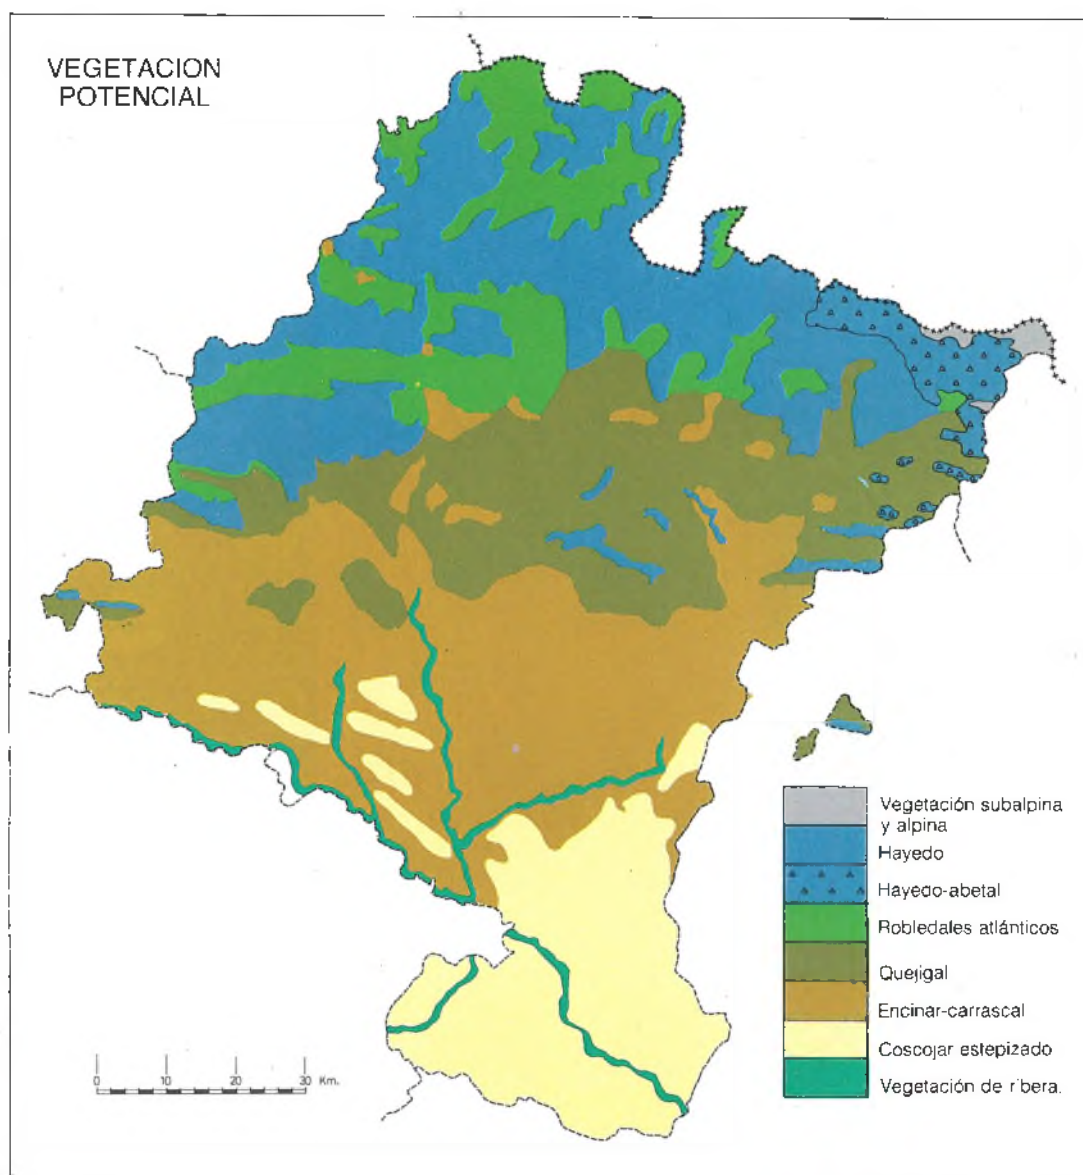 VEGETACION
POTENCIAL
Vegetación subalpina
y alpina
Hayedo
Hayedo-abetal
Robledales atlánticos
Quejigal
Encinar-carrascal
Coscojar estepizado
Vegetación de ribera.
0 10 20 30 Km.